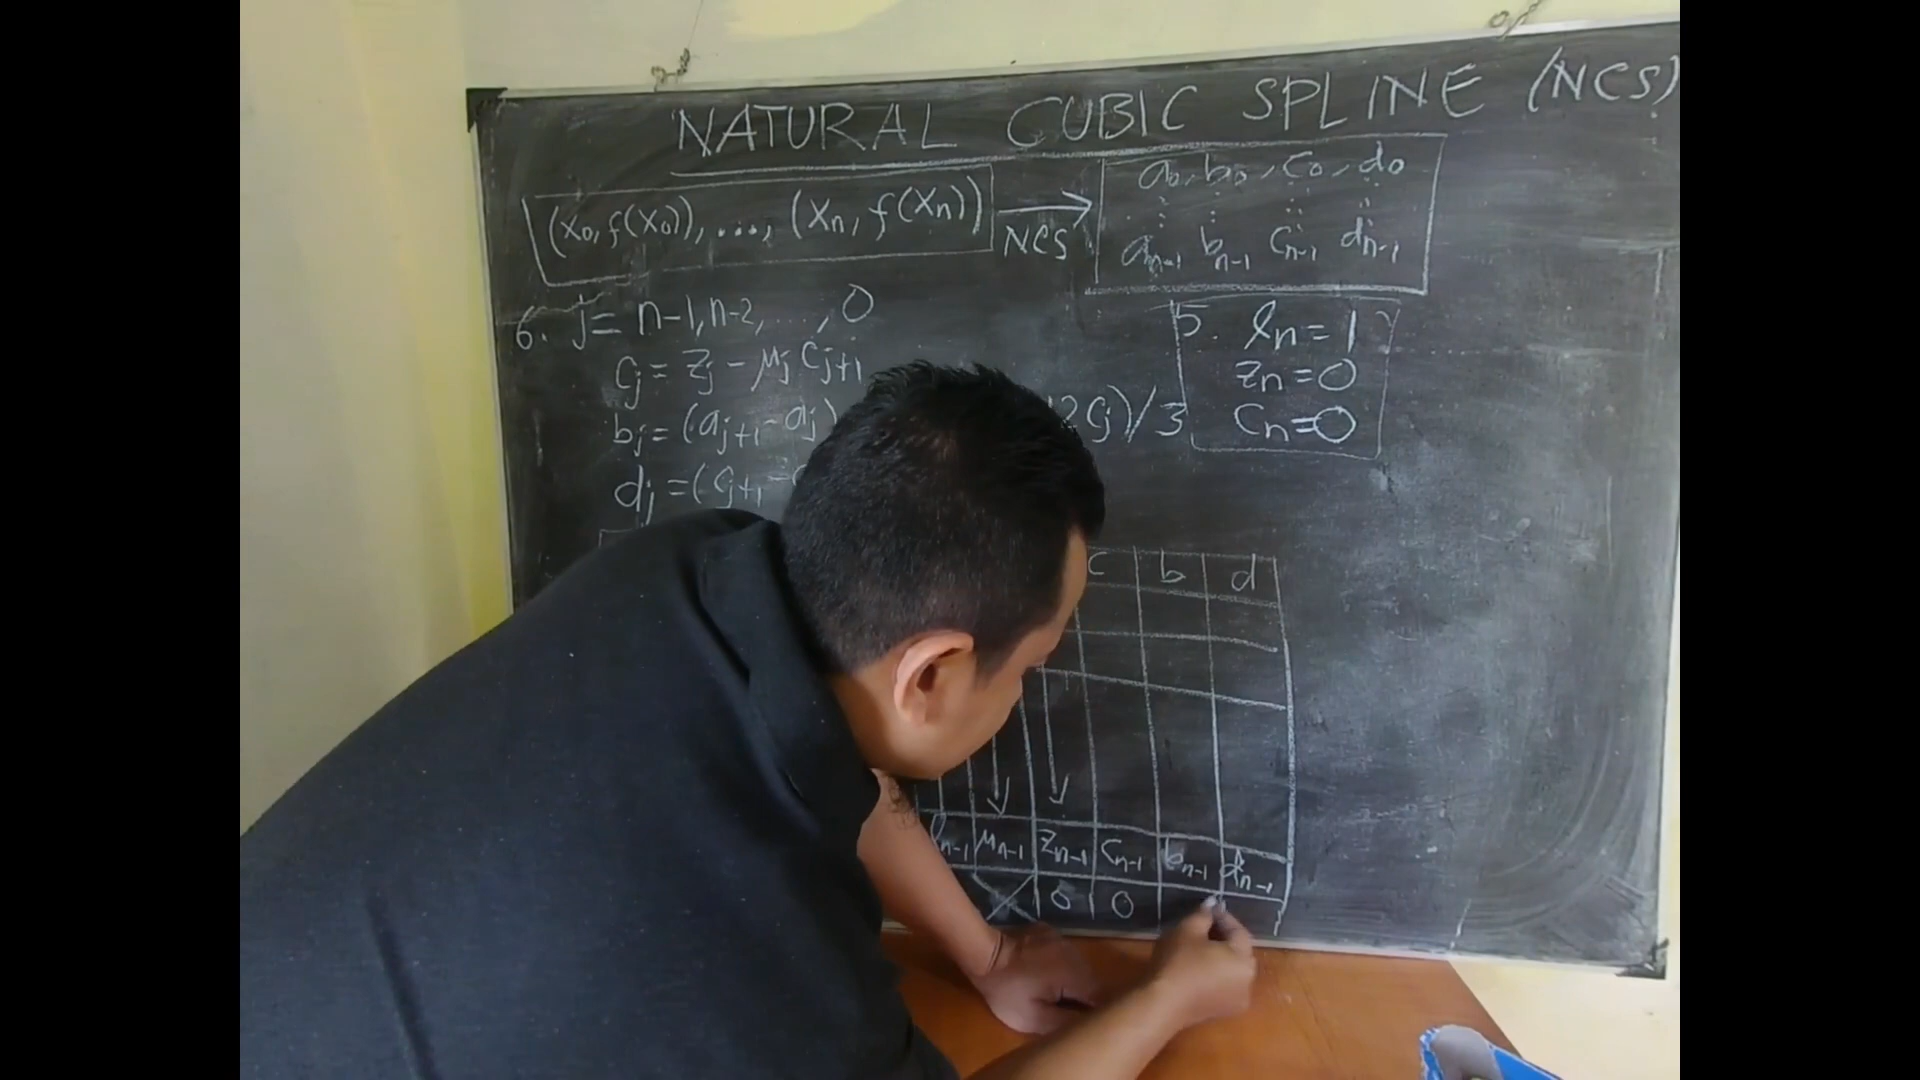 NATURAL CUBIC SPLINE (NCS)
(x₀, f(x₀)), ..., (xₙ, f(xₙ)) → NCS
a₀, b₀, c₀, d₀
aₙ₋₁ bₙ₋₁ cₙ₋₁ dₙ₋₁
6. j = n-1, n-2, ..., 0
cⱼ = zⱼ - μⱼ cⱼ₊₁
bⱼ = (aⱼ₊₁ - aⱼ) 2cⱼ)/3
dⱼ = (cⱼ₊₁ -
5. lₙ = 1
zₙ = 0
cₙ = 0
c b d
lₙ₋₁ μₙ₋₁ zₙ₋₁ cₙ₋₁ bₙ₋₁ dₙ₋₁
0 0